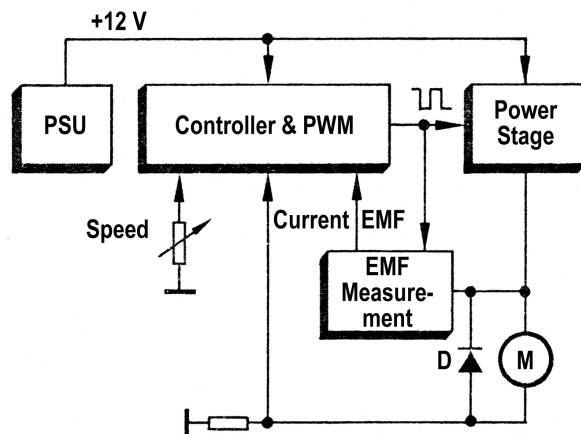 +12 V
PSU
Controller & PWM
Power
Stage
Speed
Current
EMF
EMF
Measure-
ment
D
M